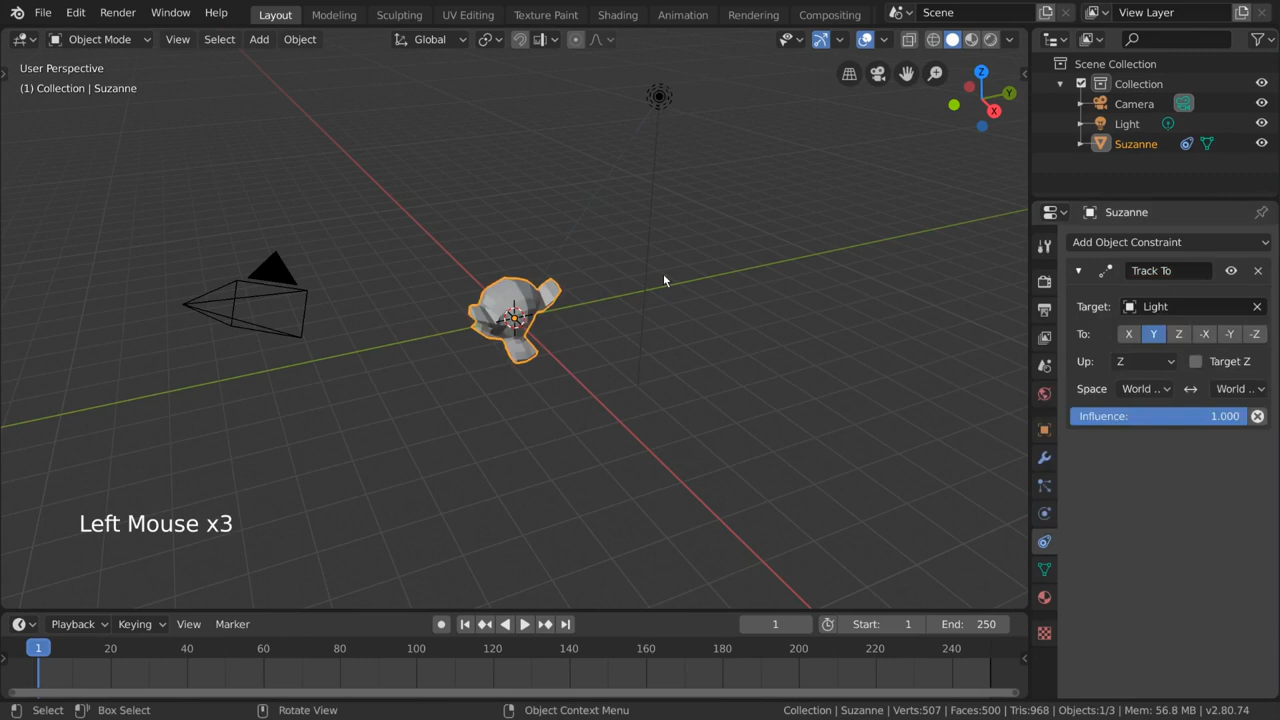 File Edit Render Window Help Layout Modeling Sculpting UV Editing Texture Paint Shading Animation Rendering Compositing Scene View Layer
Object Mode View Select Add Object Global
User Perspective
(1) Collection | Suzanne
Z
Y
X
Scene Collection
Collection
Camera
Light
Suzanne
Suzanne
Add Object Constraint
Track To
Target: Light
To: X Y Z -X -Y -Z
Up: Z Target Z
Space World .. World ..
Influence: 1.000
Left Mouse x3
Playback Keying View Marker 1 Start: 1 End: 250
1 20 40 60 80 100 120 140 160 180 200 220 240
Select Box Select Rotate View Object Context Menu Collection | Suzanne | Verts:507 | Faces:500 | Tris:968 | Objects:1/3 | Mem: 56.8 MB | v2.80.74